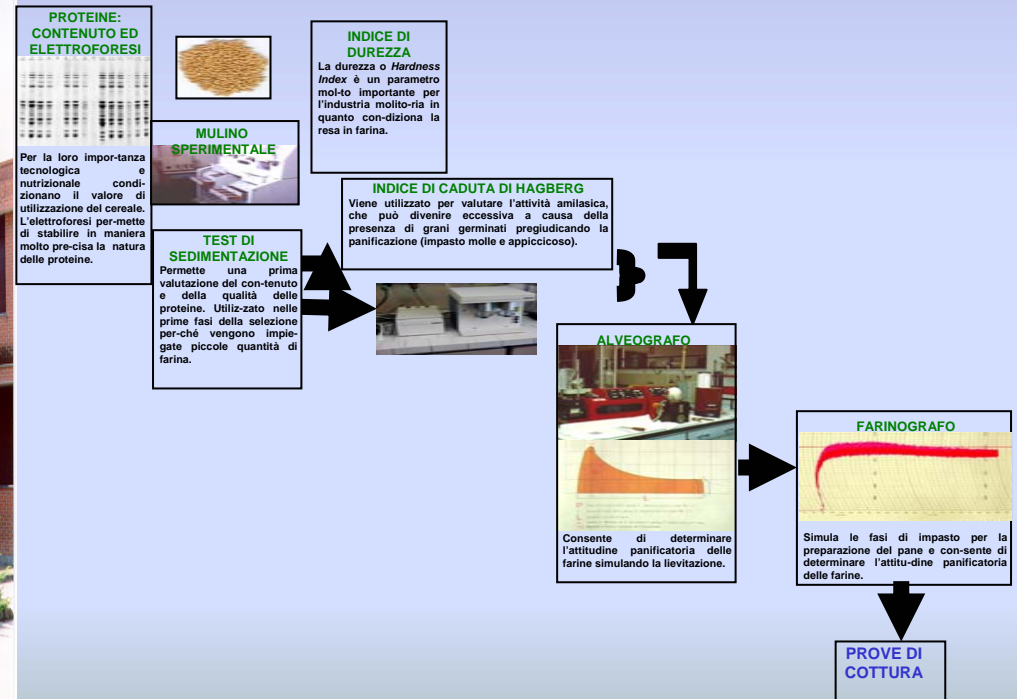 PROTEINE:
CONTENUTO ED
ELETTROFORESI
Per la loro impor-tanza
tecnologica e
nutrizionale condi-
zionano il valore di
utilizzazione del cereale.
L'elettroforesi per-mette
di stabilire in maniera
molto pre-cisa la natura
delle proteine.
MULINO
SPERIMENTALE
INDICE DI
DUREZZA
La durezza o Hardness
Index è un parametro
mol-to importante per
l'industria molito-ria in
quanto con-diziona la
resa in farina.
INDICE DI CADUTA DI HAGBERG
Viene utilizzato per valutare l'attività amilasica,
che può divenire eccessiva a causa della
presenza di grani germinati pregiudicando la
panificazione (impasto molle e appiccicoso).
TEST DI
SEDIMENTAZIONE
Permette una prima
valutazione del con-tenuto
e della qualità delle
proteine. Utiliz-zato nelle
prime fasi della selezione
per-ché vengono impie-
gate piccole quantità di
farina.
ALVEOGRAFO
Consente di determinare
l'attitudine panificatoria delle
farine simulando la lievitazione.
FARINOGRAFO
Simula le fasi di impasto per la
preparazione del pane e con-sente di
determinare l'attitu-dine panificatoria
delle farine.
PROVE DI
COTTURA